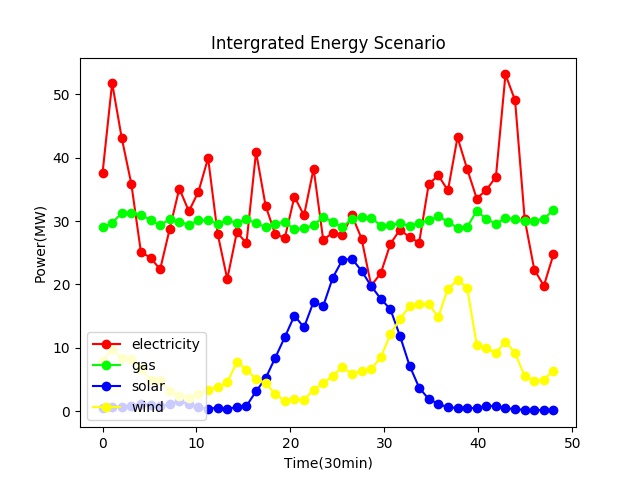 Intergrated Energy Scenario
Power(MW)
50
40
30
20
10
0
electricity
gas
solar
wind
0 10 20 30 40 50
Time(30min)